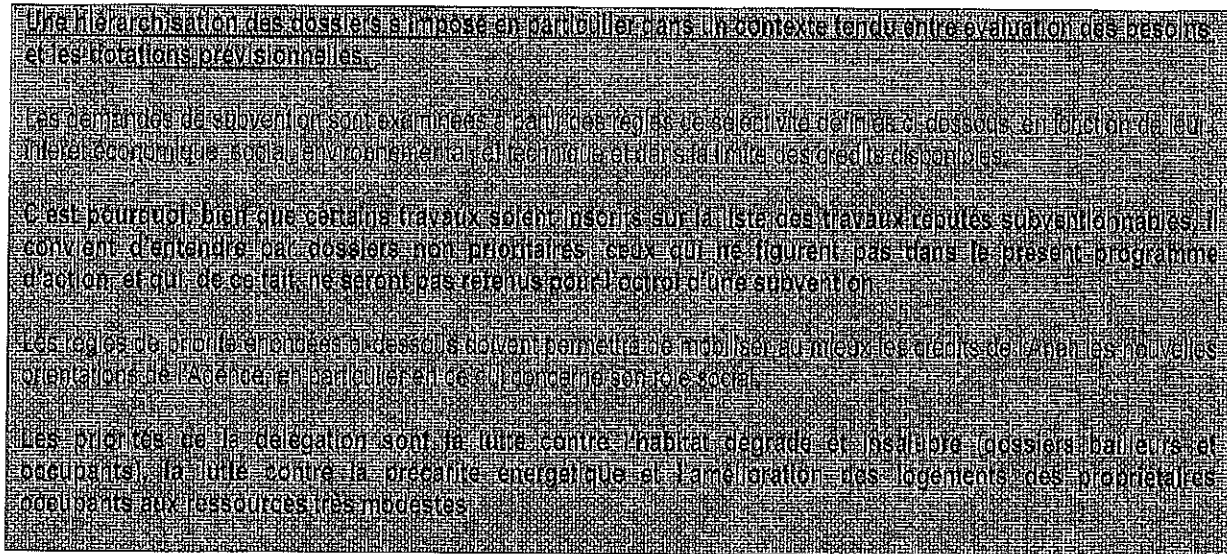 Une hiérarchisation des dossiers s'impose en particulier dans un contexte tendu entre évaluation des besoins
et les dotations prévisionnelles.
Les demandes de subvention sont examinées à partir des règles de sélectivité définies ci-dessous, en fonction de leur
intérêt économique, social, environnemental et technique et dans la limite des crédits disponibles.
C'est pourquoi, bien que certains travaux soient inscrits sur la liste des travaux réputés subventionnables, il
convient d'entendre par dossiers non prioritaires, ceux qui ne figurent pas dans le présent programme
d'action, et qui, de ce fait, ne seront pas retenus pour l'octroi d'une subvention.
Les règles de priorité énoncées ci-dessous doivent permettre de mobiliser au mieux les crédits de l'Anah les nouvelles
orientations de l'Agence, en particulier en ce qui concerne son rôle social.
Les priorités de la délégation sont la lutte contre l'habitat dégradé et insalubre (dossiers bailleurs et
occupants), la lutte contre la précarité énergétique et l'amélioration des logements des propriétaires
occupants aux ressources très modestes